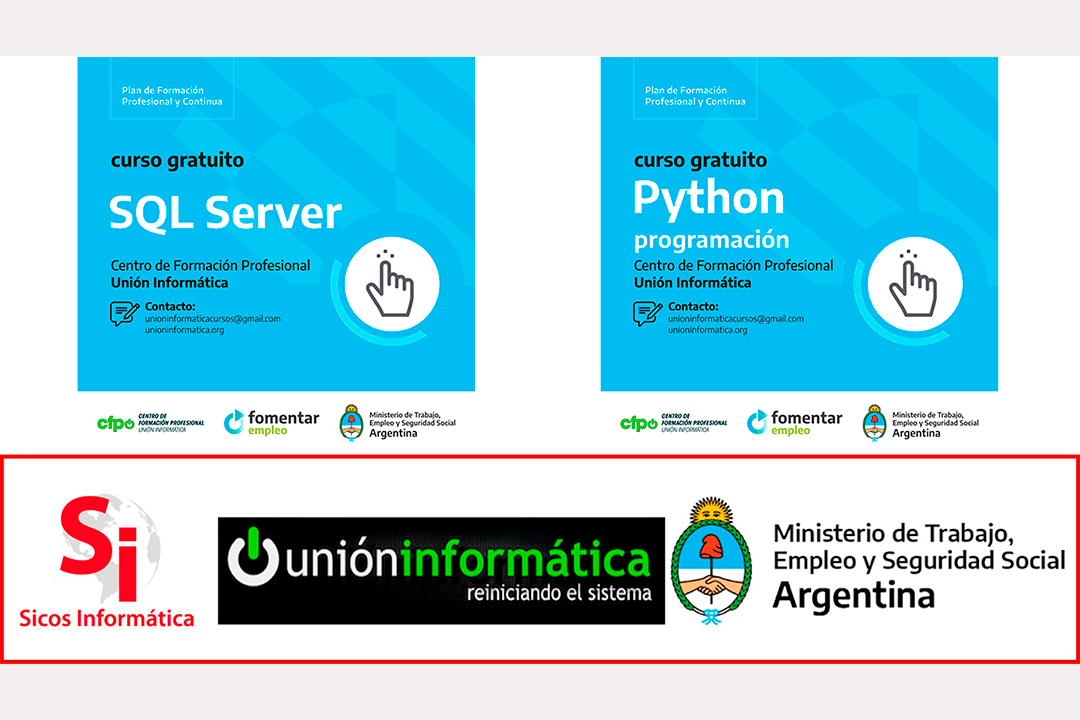 Plan de Formación
Profesional y Continua
curso gratuito
SQL Server
Centro de Formación Profesional
Unión Informática
Contacto:
unioninformaticacursos@gmail.com
unioninformatica.org
cfp
CENTRO DE
FORMACIÓN PROFESIONAL
UNIÓN INFORMÁTICA
fomentar
empleo
Ministerio de Trabajo,
Empleo y Seguridad Social
Argentina
Plan de Formación
Profesional y Continua
curso gratuito
Python
programación
Centro de Formación Profesional
Unión Informática
Contacto:
unioninformaticacursos@gmail.com
unioninformatica.org
cfp
CENTRO DE
FORMACIÓN PROFESIONAL
UNIÓN INFORMÁTICA
fomentar
empleo
Ministerio de Trabajo,
Empleo y Seguridad Social
Argentina
Si
Sicos Informática
unióninformática
reiniciando el sistema
Ministerio de Trabajo,
Empleo y Seguridad Social
Argentina